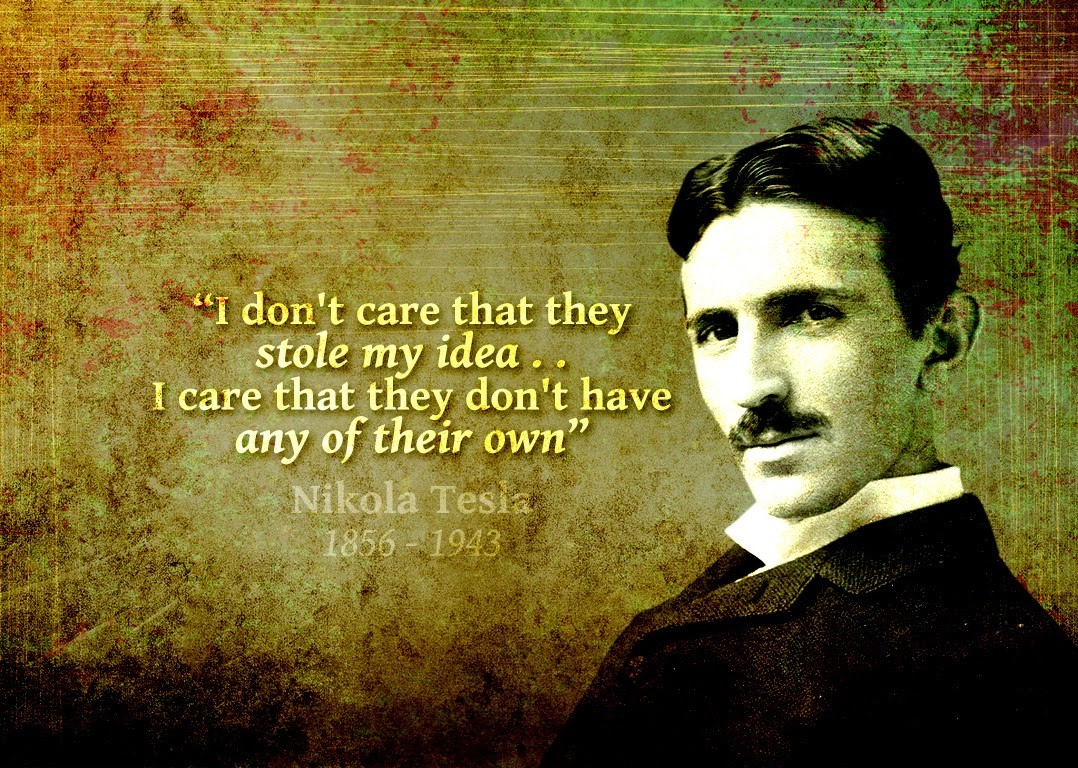 “I don't care that they
stole my idea . .
I care that they don't have
any of their own”
Nikola Tesla
1856 - 1943